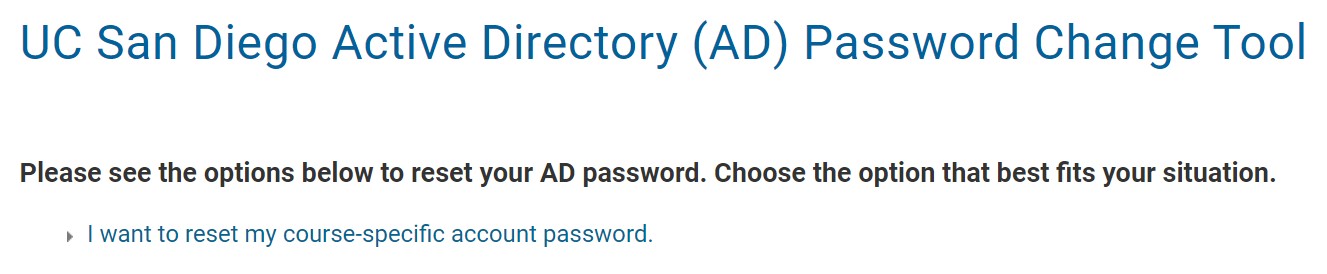 UC San Diego Active Directory (AD) Password Change Tool
Please see the options below to reset your AD password. Choose the option that best fits your situation.
I want to reset my course-specific account password.